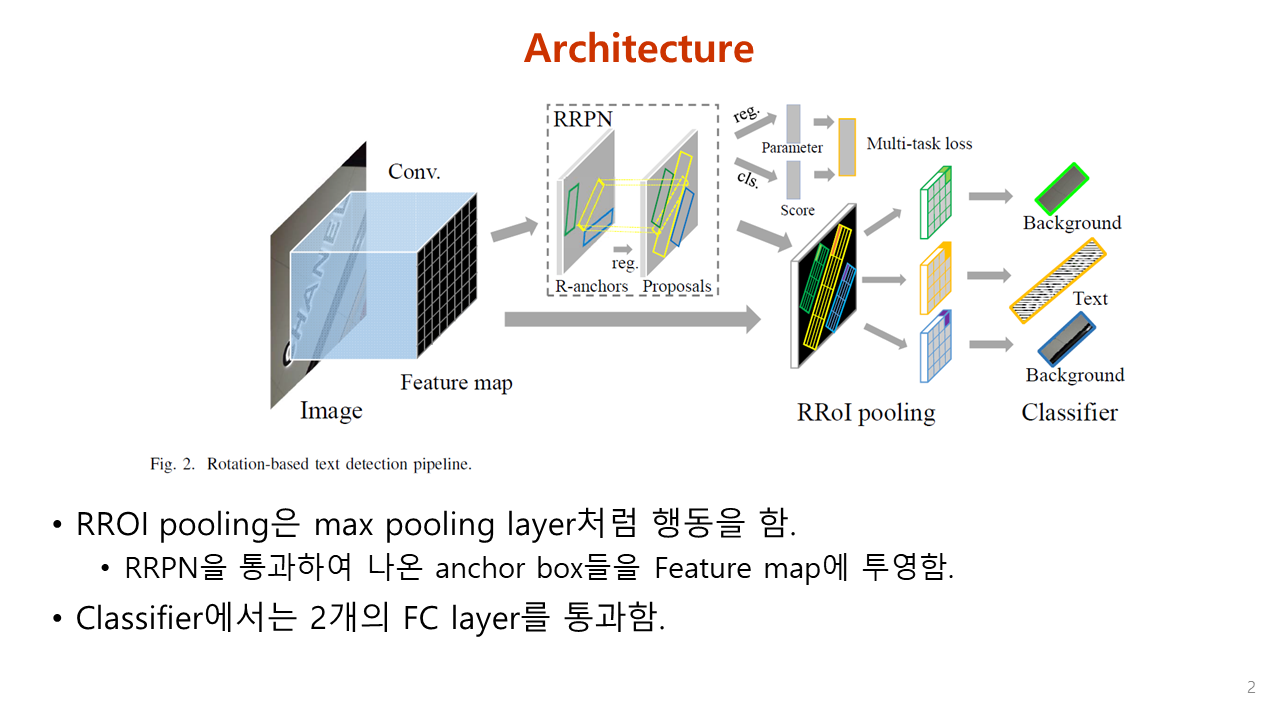 Architecture
RRPN
reg.
Parameter
Multi-task loss
cls.
Score
Conv.
reg.
R-anchors Proposals
Background
Text
Background
CHANEL
Feature map
Image
RRoI pooling
Classifier
Fig. 2. Rotation-based text detection pipeline.
• RROI pooling은 max pooling layer처럼 행동을 함.
• RRPN을 통과하여 나온 anchor box들을 Feature map에 투영함.
• Classifier에서는 2개의 FC layer를 통과함.
2